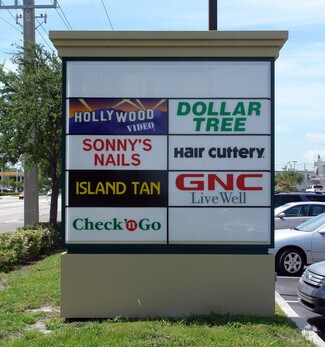 HOLLYWOOD
VIDEO
DOLLAR
TREE
SONNY'S
NAILS
HAIR CUTTERY.
ISLAND TAN
GNC
LiveWell
Check 'n Go